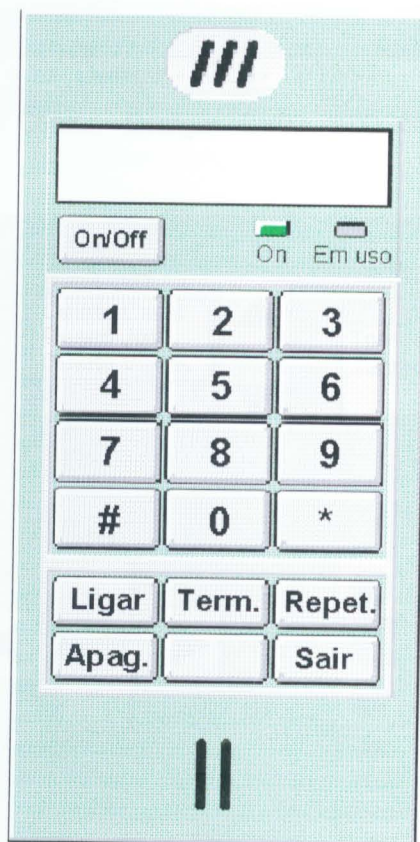 On/Off
On Em uso
1 2 3
4 5 6
7 8 9
# 0 *
Ligar Term. Repet.
Apag. Sair